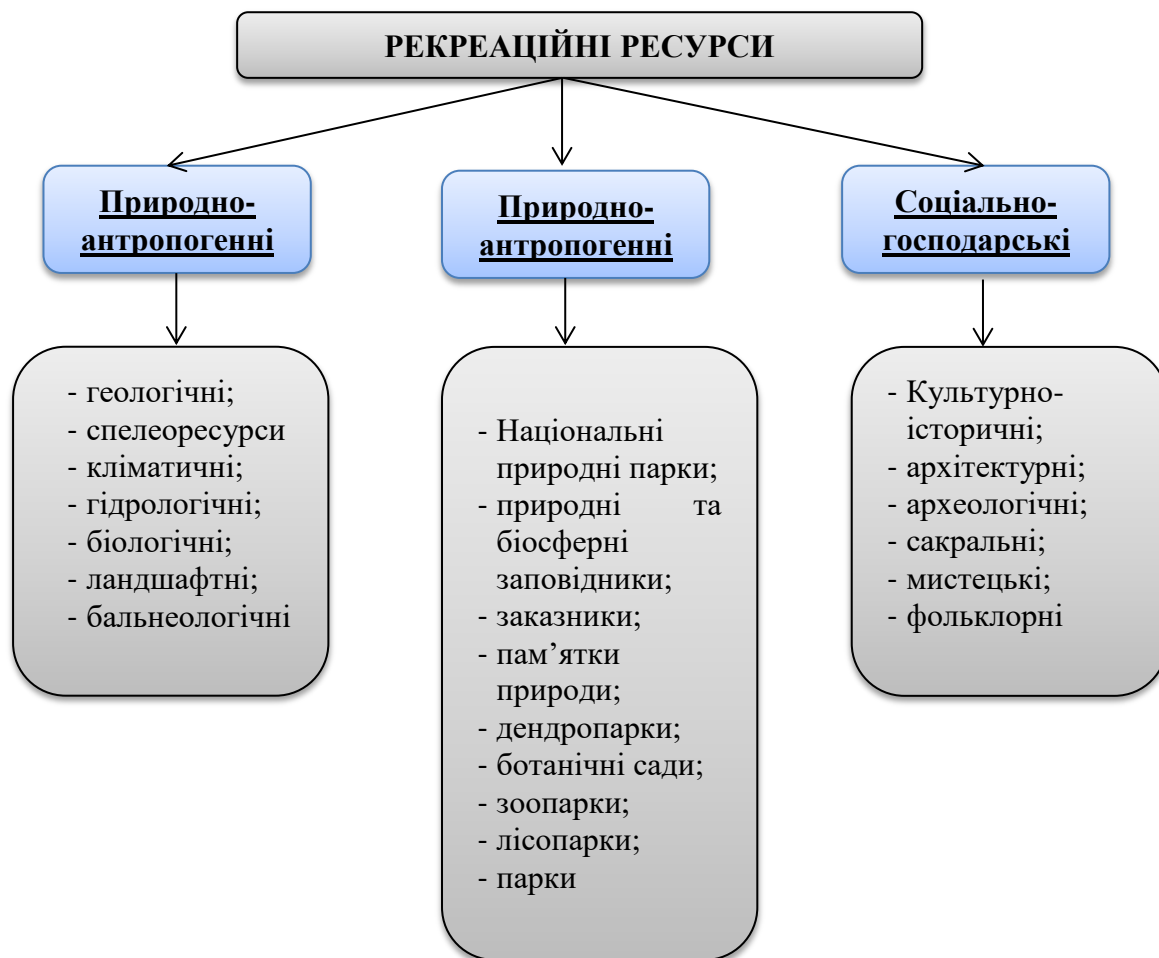 РЕКРЕАЦІЙНІ РЕСУРСИ
Природно-
антропогенні
- геологічні;
- спелеоресурси
- кліматичні;
- гідрологічні;
- біологічні;
- ландшафтні;
- бальнеологічні
Природно-
антропогенні
- Національні
природні парки;
- природні та
біосферні
заповідники;
- заказники;
- пам’ятки
природи;
- дендропарки;
- ботанічні сади;
- зоопарки;
- лісопарки;
- парки
Соціально-
господарські
- Культурно-
історичні;
- архітектурні;
- археологічні;
- сакральні;
- мистецькі;
- фольклорні